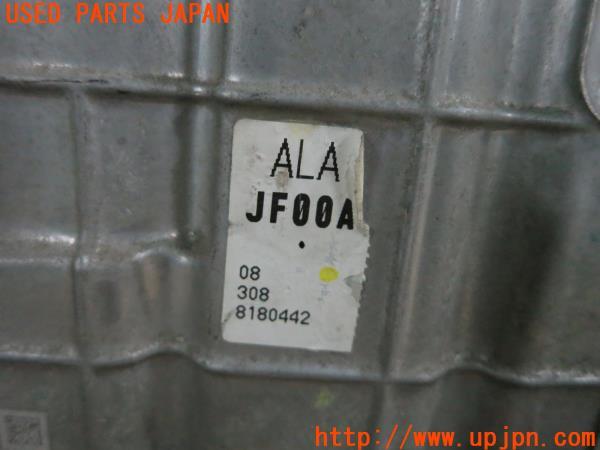 USED PARTS JAPAN
ALA
JF00A
08
308
8180442
http://www.upjpn.com/